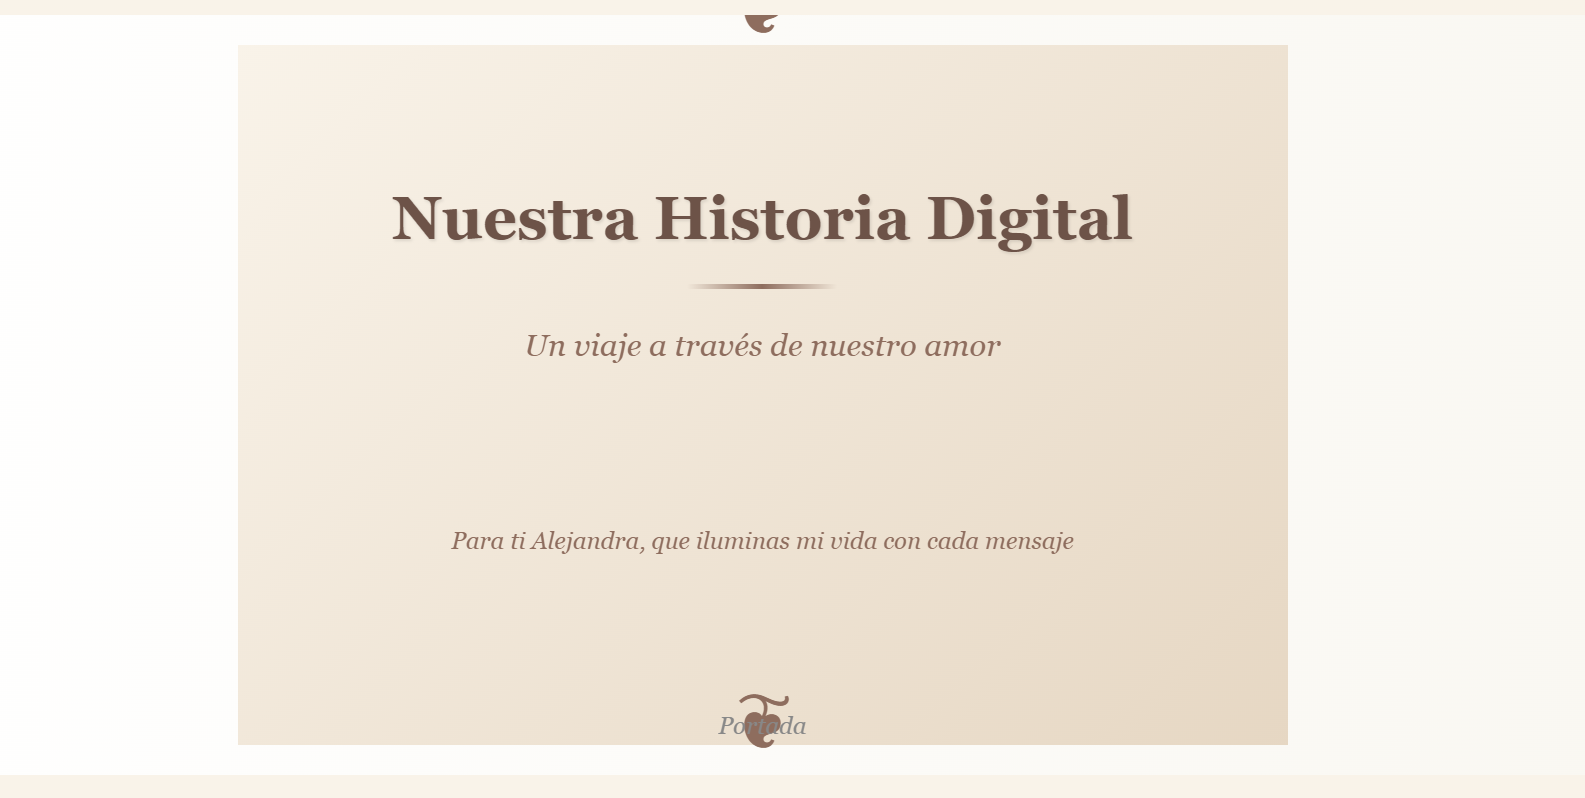 Nuestra Historia Digital
Un viaje a través de nuestro amor
Para ti Alejandra, que iluminas mi vida con cada mensaje
Portada